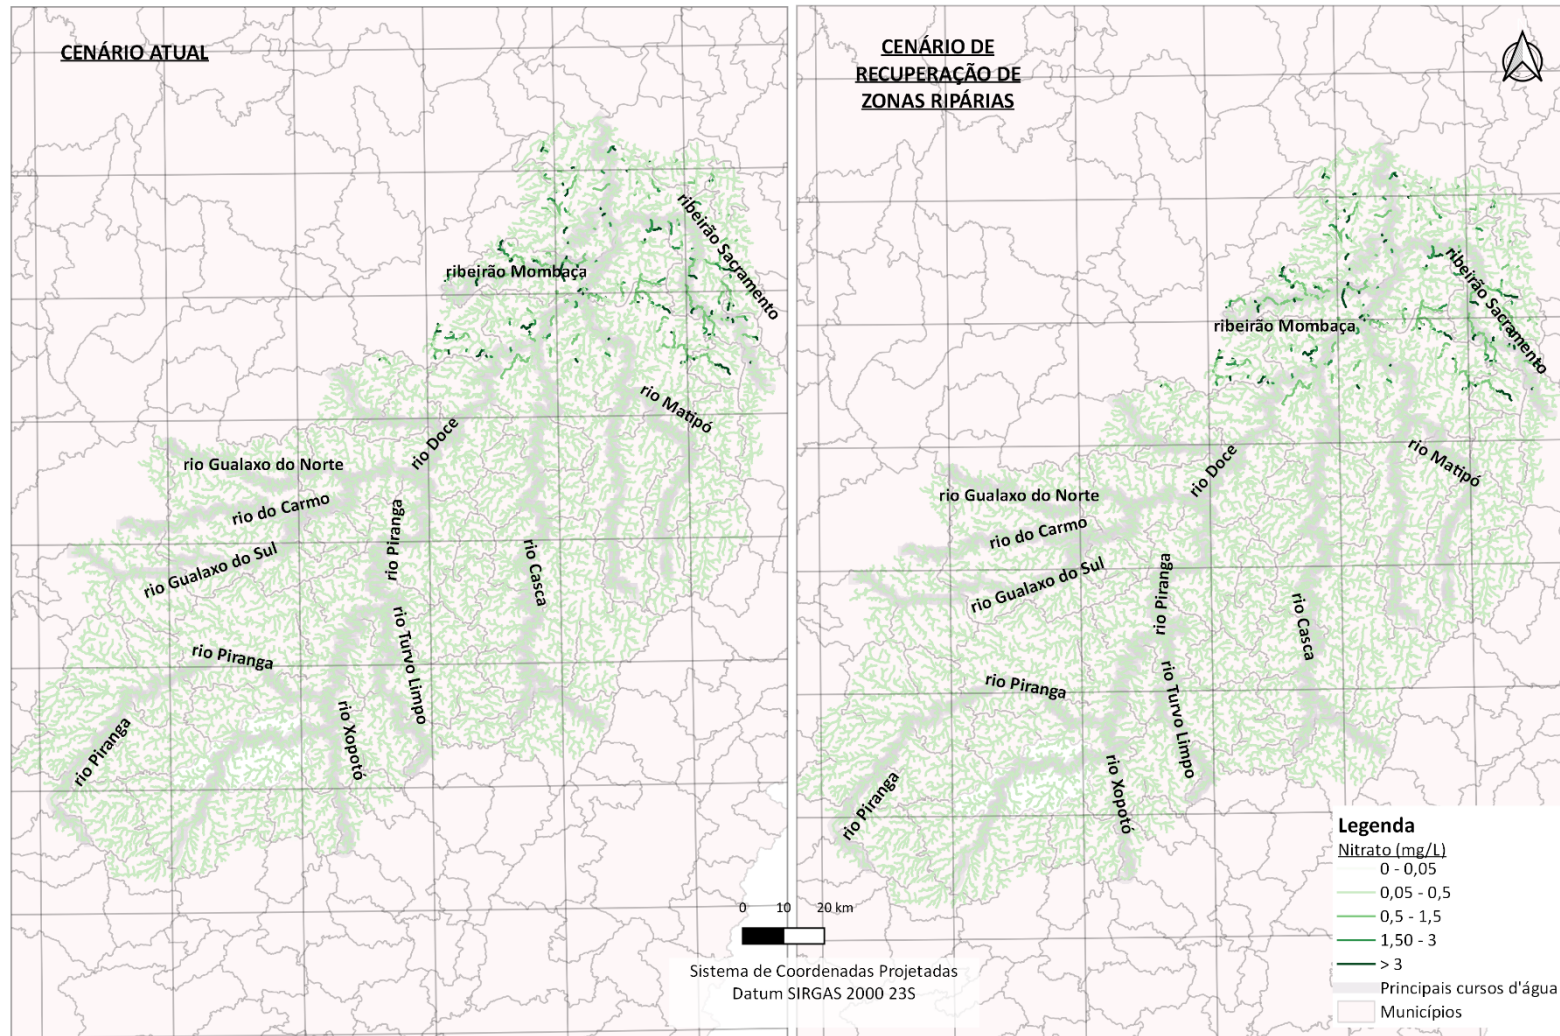 CENÁRIO ATUAL
ribeirão Sacramento
ribeirão Mombaça
rio Matipó
rio Doce
rio Gualaxo do Norte
rio do Carmo
rio Piranga
rio Gualaxo do Sul
rio Casca
rio Turvo Limpo
rio Piranga
rio Xopotó
rio Piranga
CENÁRIO DE
RECUPERAÇÃO DE
ZONAS RIPÁRIAS
ribeirão Sacramento
ribeirão Mombaça
rio Matipó
rio Doce
rio Gualaxo do Norte
rio do Carmo
rio Piranga
rio Gualaxo do Sul
rio Casca
rio Turvo Limpo
rio Piranga
rio Xopotó
rio Piranga
0 10 20 km
Sistema de Coordenadas Projetadas
Datum SIRGAS 2000 23S
Legenda
Nitrato (mg/L)
0 - 0,05
0,05 - 0,5
0,5 - 1,5
1,50 - 3
> 3
Principais cursos d'água
Municípios